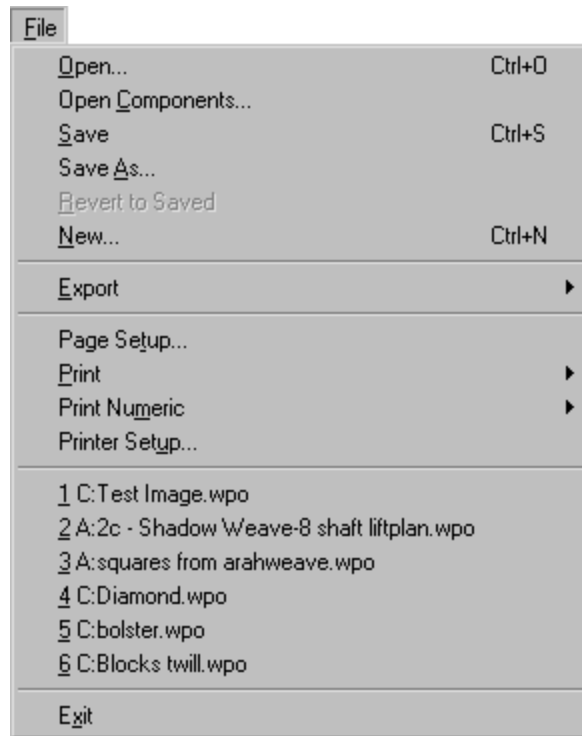 File
Open... Ctrl+O
Open Components...
Save Ctrl+S
Save As...
Revert to Saved
New... Ctrl+N
Export
Page Setup...
Print
Print Numeric
Printer Setup...
1 C:Test Image.wpo
2 A:2c - Shadow Weave-8 shaft liftplan.wpo
3 A:squares from arahweave.wpo
4 C:Diamond.wpo
5 C:bolster.wpo
6 C:Blocks twill.wpo
Exit